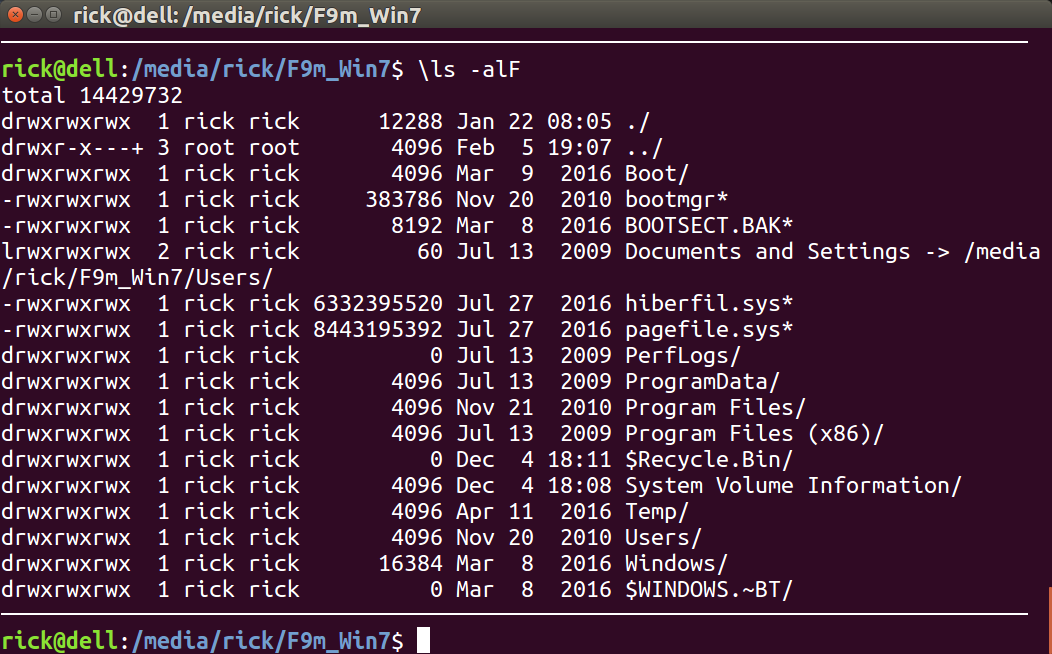 rick@dell: /media/rick/F9m_Win7
rick@dell:/media/rick/F9m_Win7$ \ls -alF
total 14429732
drwxrwxrwx  1 rick rick      12288 Jan 22 08:05 ./
drwxr-x---+ 3 root root       4096 Feb  5 19:07 ../
drwxrwxrwx  1 rick rick       4096 Mar  9  2016 Boot/
-rwxrwxrwx  1 rick rick     383786 Nov 20  2010 bootmgr*
-rwxrwxrwx  1 rick rick       8192 Mar  8  2016 BOOTSECT.BAK*
lrwxrwxrwx  2 rick rick         60 Jul 13  2009 Documents and Settings -> /media
/rick/F9m_Win7/Users/
-rwxrwxrwx  1 rick rick 6332395520 Jul 27  2016 hiberfil.sys*
-rwxrwxrwx  1 rick rick 8443195392 Jul 27  2016 pagefile.sys*
drwxrwxrwx  1 rick rick          0 Jul 13  2009 PerfLogs/
drwxrwxrwx  1 rick rick       4096 Jul 13  2009 ProgramData/
drwxrwxrwx  1 rick rick       4096 Nov 21  2010 Program Files/
drwxrwxrwx  1 rick rick       4096 Jul 13  2009 Program Files (x86)/
drwxrwxrwx  1 rick rick          0 Dec  4 18:11 $Recycle.Bin/
drwxrwxrwx  1 rick rick       4096 Dec  4 18:08 System Volume Information/
drwxrwxrwx  1 rick rick       4096 Apr 11  2016 Temp/
drwxrwxrwx  1 rick rick       4096 Nov 20  2010 Users/
drwxrwxrwx  1 rick rick      16384 Mar  8  2016 Windows/
drwxrwxrwx  1 rick rick          0 Mar  8  2016 $WINDOWS.~BT/
rick@dell:/media/rick/F9m_Win7$